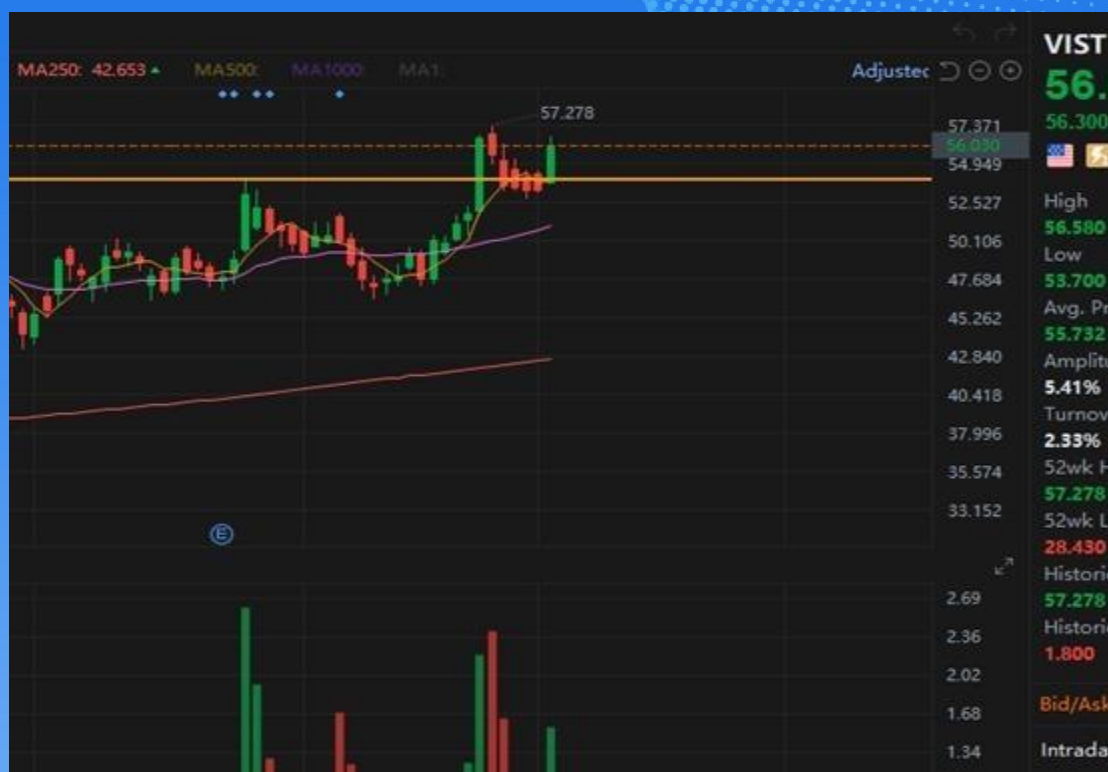 MA250: 42.653 MA500: MA1000: MA1:
Adjusted
57.278
57.371
56.030
54.949
52.527
50.106
47.684
45.262
42.840
40.418
37.996
35.574
33.152
E
2.69
2.36
2.02
1.68
1.34
VIST
56.
56.300
High
56.580
Low
53.700
Avg. Pr
55.732
Amplitu
5.41%
Turnov
2.33%
52wk H
57.278
52wk L
28.430
Historic
57.278
Historic
1.800
Bid/Ask
Intrada